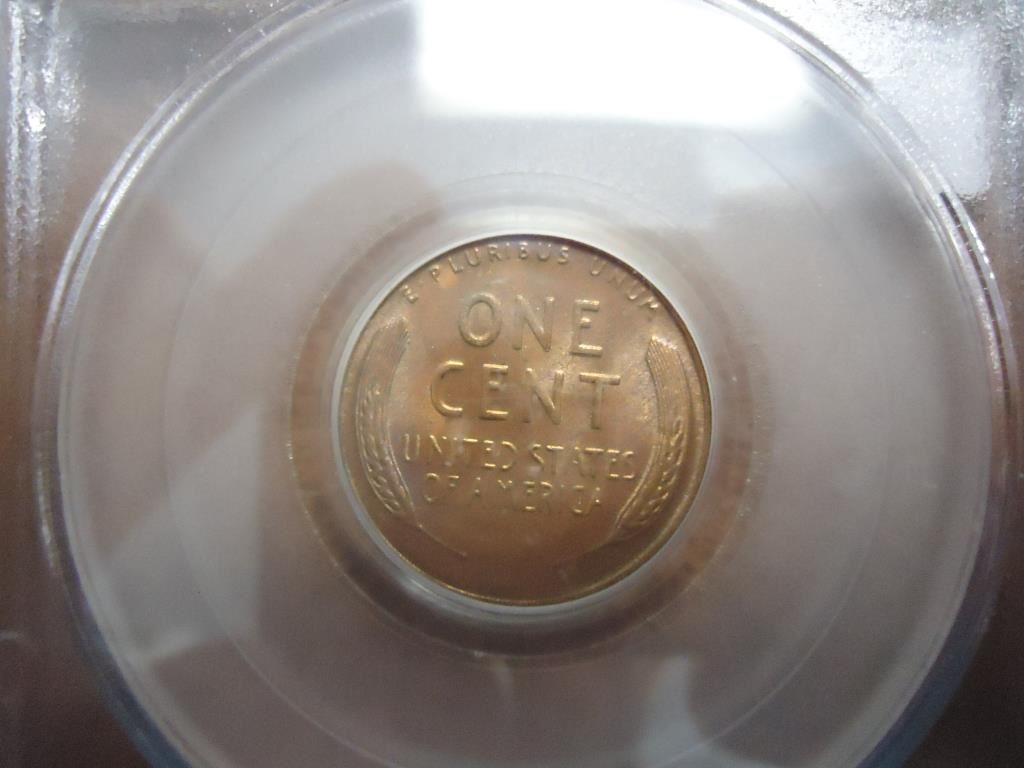 E PLURIBUS UNUM
ONE
CENT
UNITED STATES
OF AMERICA